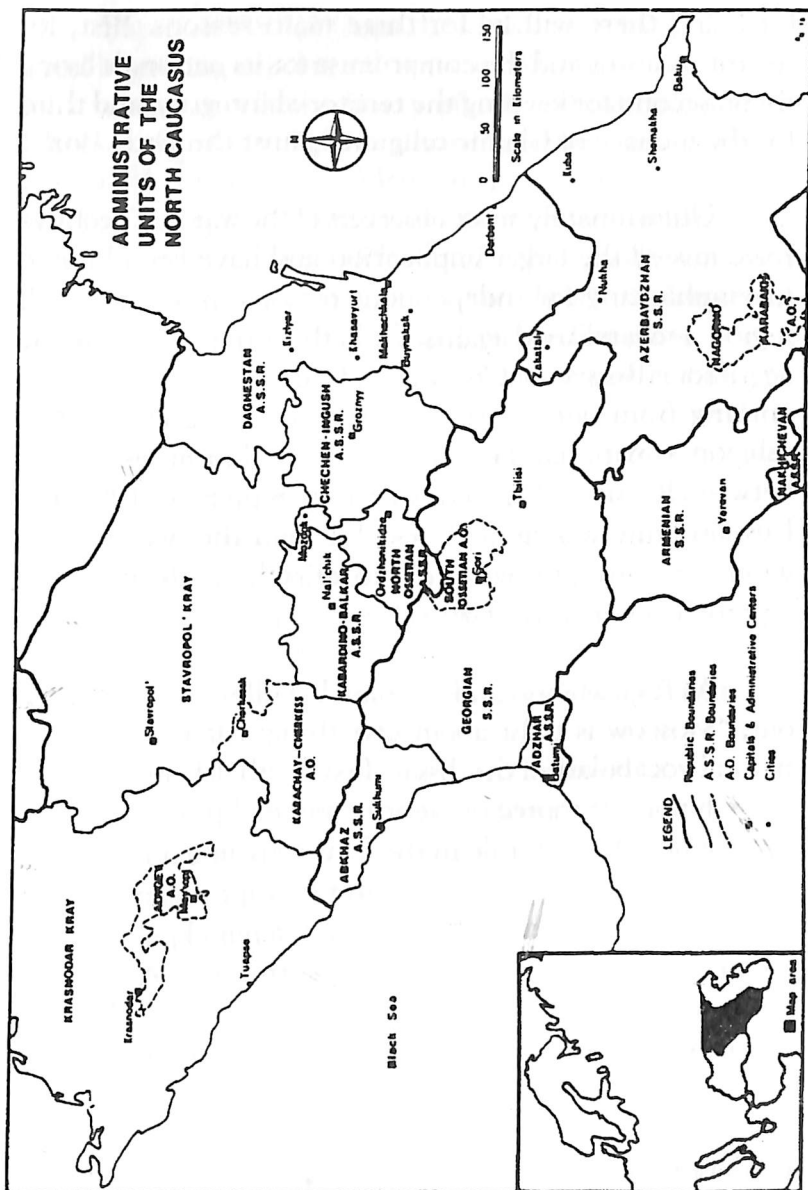 ADMINISTRATIVE
UNITS OF THE
NORTH CAUCASUS
KRASNODAR KRAY
Krasnodar
ADYGEI
A.O.
Maykop
Tuapse
STAVROPOL' KRAY
Stavropol'
Cherkessk
KARACHAY-CHERKESS
A.O.
KABARDINO-BALKAR
A.S.S.R.
Nal'chik
Mozdok
Ordzhonikidze
NORTH
OSSETIAN
A.S.S.R.
CHECHEN-INGUSH
A.S.S.R.
Groznyy
DAGHESTAN
A.S.S.R.
Kizlyar
Khasavyurt
Makhachkala
Buynaksk
Derbent
ABKHAZ
A.S.S.R.
Sukhumi
Black Sea
GEORGIAN
S.S.R.
SOUTH
OSSETIAN A.O.
Gori
Tbilisi
ADZHAR
A.S.S.R.
Batumi
ARMENIAN
S.S.R.
Yerevan
AZERBAYDZHAN
S.S.R.
Zakataly
Nukha
Kuba
Shemakha
Baku
NAGORNO
KARABAKH
A.O.
NAKHICHEVAN
A.S.S.R.
0 50 100 150
Scale in Kilometers
LEGEND
Republic Boundaries
A.S.S.R. Boundaries
A.O. Boundaries
Capitals & Administrative Centers
Cities
Map area